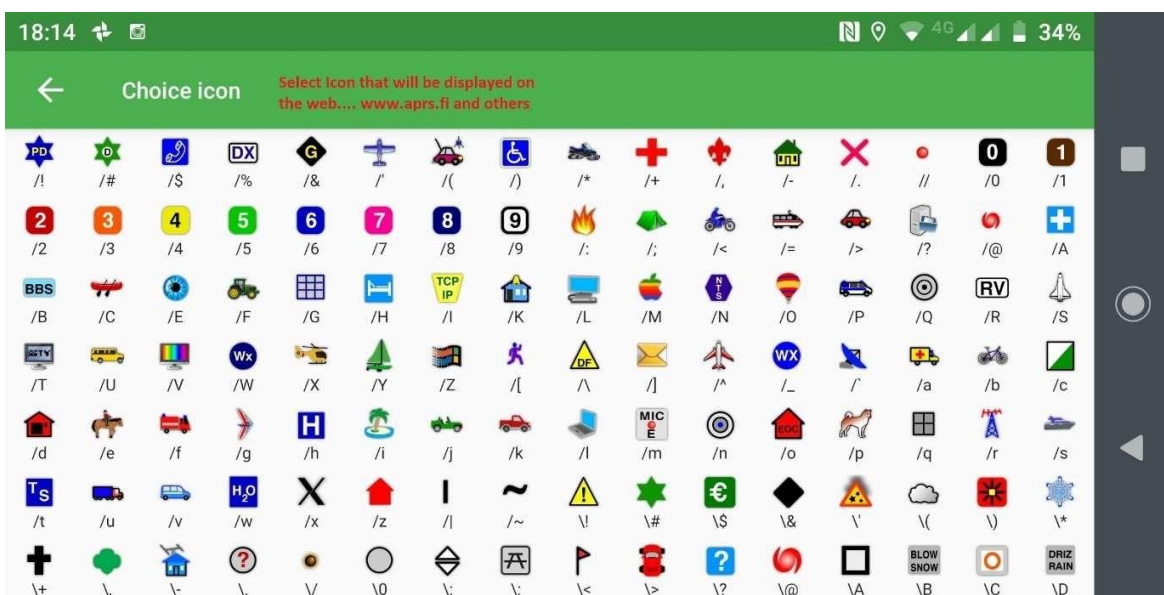 18:14 4G 34%
Choice icon
Select Icon that will be displayed on
the web.... www.aprs.fi and others
PD D DX G 0 1
/! /# /$ /% /& /' /( /) /* /+ /, /- /. // /0 /1
2 3 4 5 6 7 8 9
/2 /3 /4 /5 /6 /7 /8 /9 /: /; /< /= /> /? /@ /A
BBS TCP IP NTS RV
/B /C /E /F /G /H /I /K /L /M /N /O /P /Q /R /S
Wx DF WX
/T /U /V /W /X /Y /Z /[ /\ /] /^ /_ /` /a /b /c
H MIC E EOC
/d /e /f /g /h /i /j /k /l /m /n /o /p /q /r /s
Ts H2O X €
/t /u /v /w /x /z /| /~ \! \# \$ \& \' \( \) \*
? ? BLOW SNOW DRIZ RAIN
\+ \, \- \. \/ \0 \: \; \< \> \? \@ \A \B \C \D